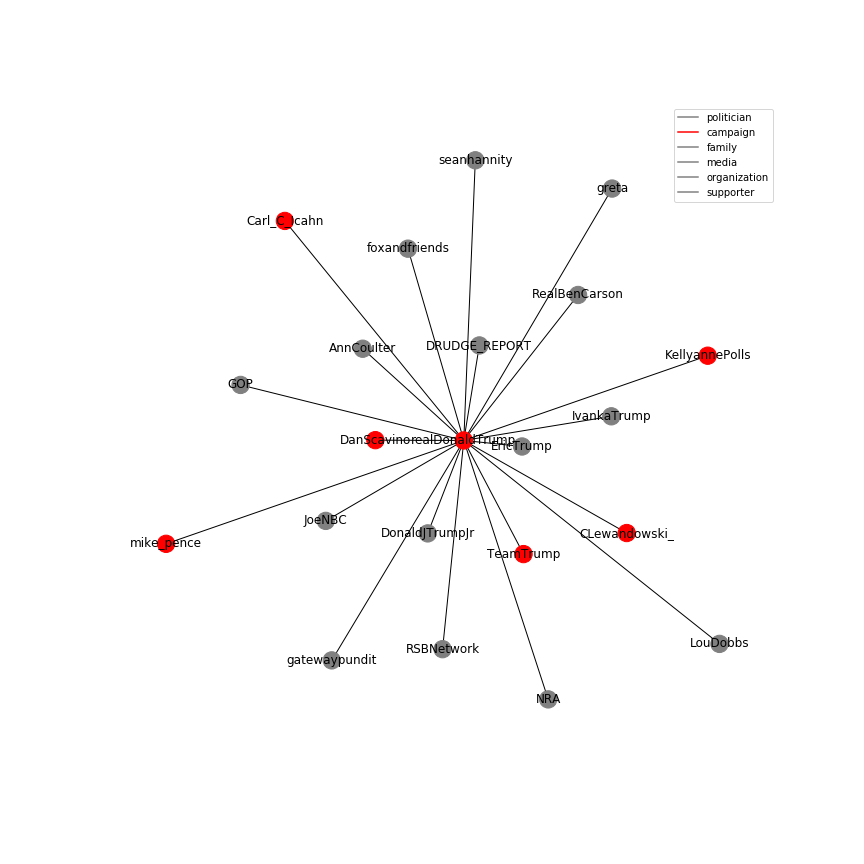 politician
campaign
family
media
organization
supporter
seanhannity
greta
Carl_C_Icahn
foxandfriends
RealBenCarson
DRUDGE_REPORT
AnnCoulter
KellyannePolls
GOP
IvankaTrump
DanScavino
realDonaldTrump
EricTrump
JoeNBC
DonaldJTrumpJr
CLewandowski_
mike_pence
TeamTrump
LouDobbs
RSBNetwork
gatewaypundit
NRA